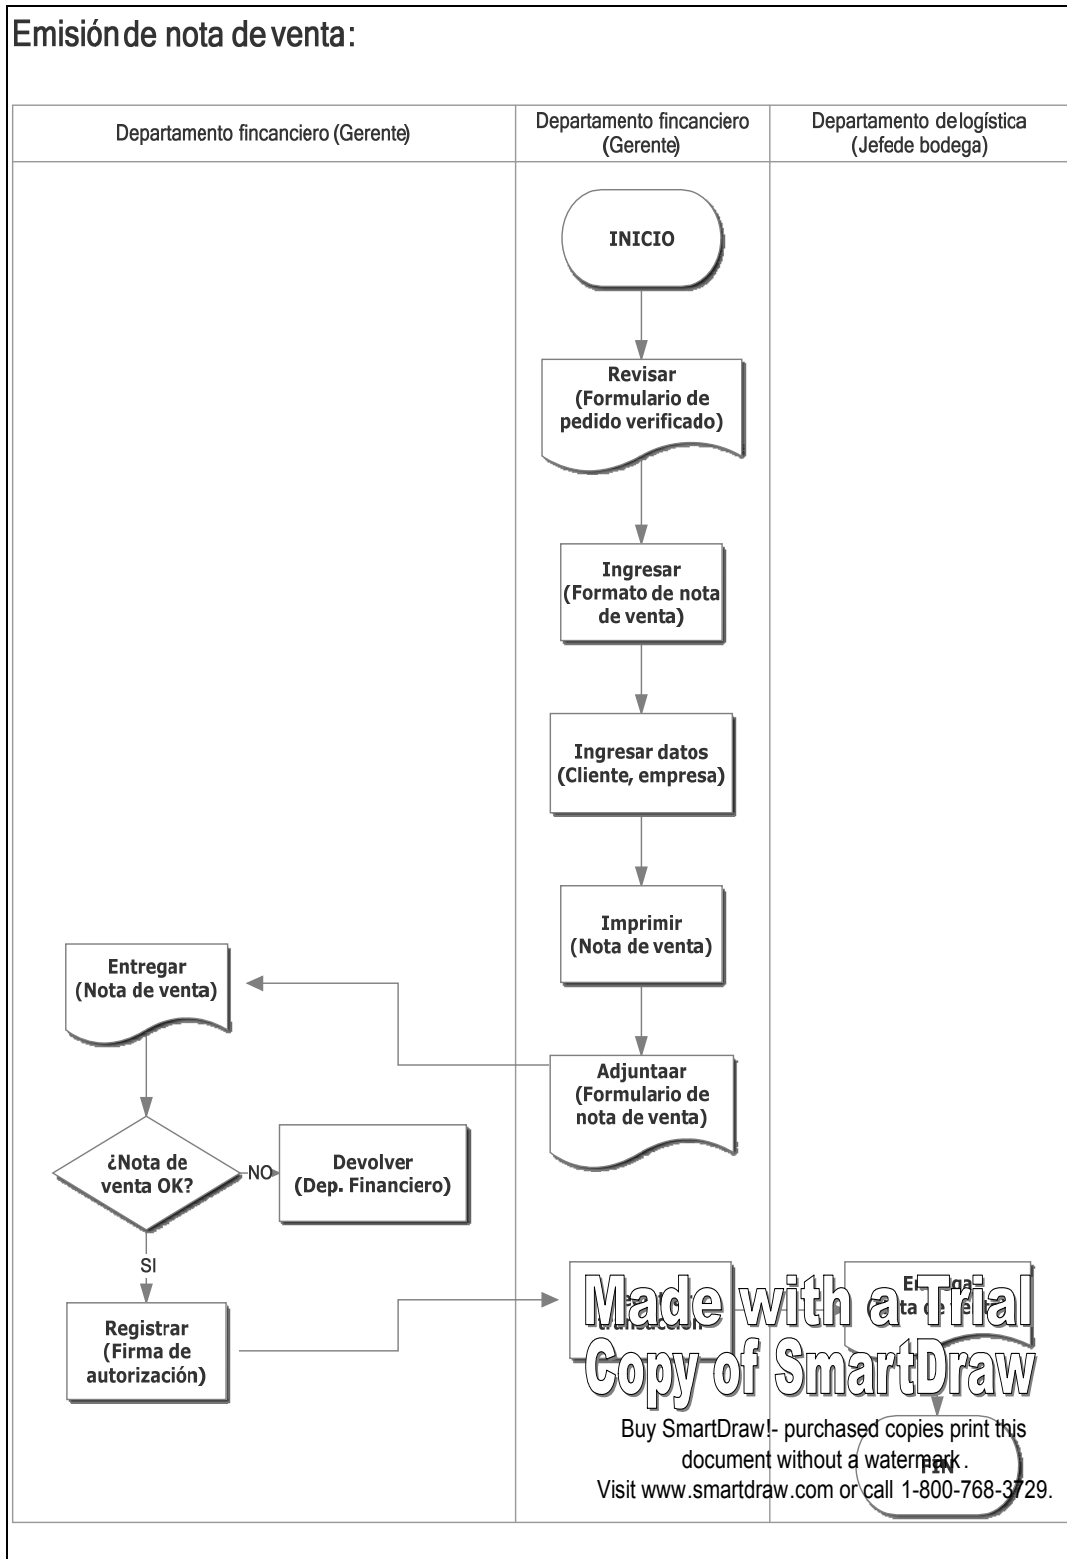 Emisión de nota de venta:
Departamento fincanciero (Gerente)
Departamento fincanciero
(Gerente)
Departamento de logística
(Jefe de bodega)
INICIO
Revisar
(Formulario de
pedido verificado)
Ingresar
(Formato de nota
de venta)
Ingresar datos
(Cliente, empresa)
Imprimir
(Nota de venta)
Adjuntaar
(Formulario de
nota de venta)
Entregar
(Nota de venta)
¿Nota de
venta OK?
NO
Devolver
(Dep. Financiero)
SI
Registrar
(Firma de
autorización)
transacción
Made with a Trial
Copy of SmartDraw
Buy SmartDraw!- purchased copies print this
document without a watermark.
Visit www.smartdraw.com or call 1-800-768-3729.
FIN